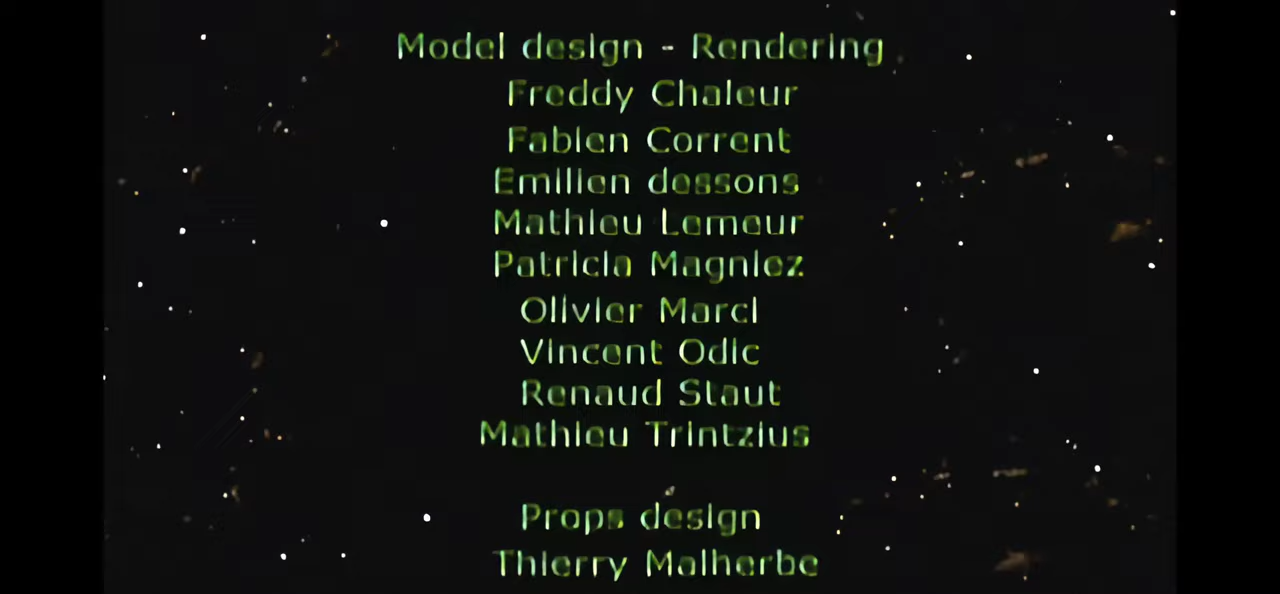 Model design - Rendering
Freddy Chaleur
Fabien Corrent
Emilien dessons
Mathieu Lemeur
Patricia Magniez
Olivier Marci
Vincent Odic
Renaud Staut
Mathieu Trintzius
Props design
Thierry Malherbe